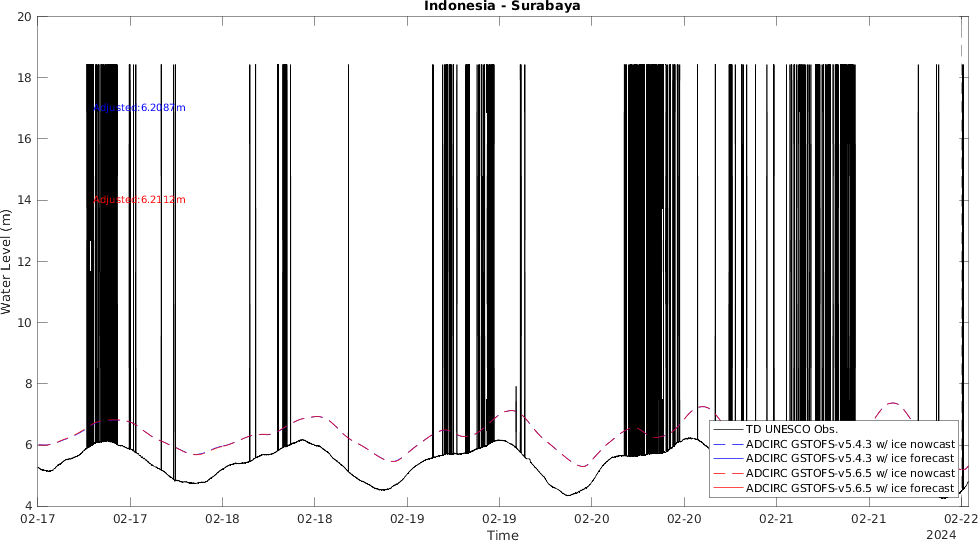 Indonesia - Surabaya
20
18
16
14
12
10
8
6
4
Water Level (m)
Adjusted:6.2087m
Adjusted:6.2112m
TD UNESCO Obs.
ADCIRC GSTOFS-v5.4.3 w/ ice nowcast
ADCIRC GSTOFS-v5.4.3 w/ ice forecast
ADCIRC GSTOFS-v5.6.5 w/ ice nowcast
ADCIRC GSTOFS-v5.6.5 w/ ice forecast
02-17 02-17 02-18 02-18 02-19 02-19 02-20 02-20 02-21 02-21 02-22
Time
2024